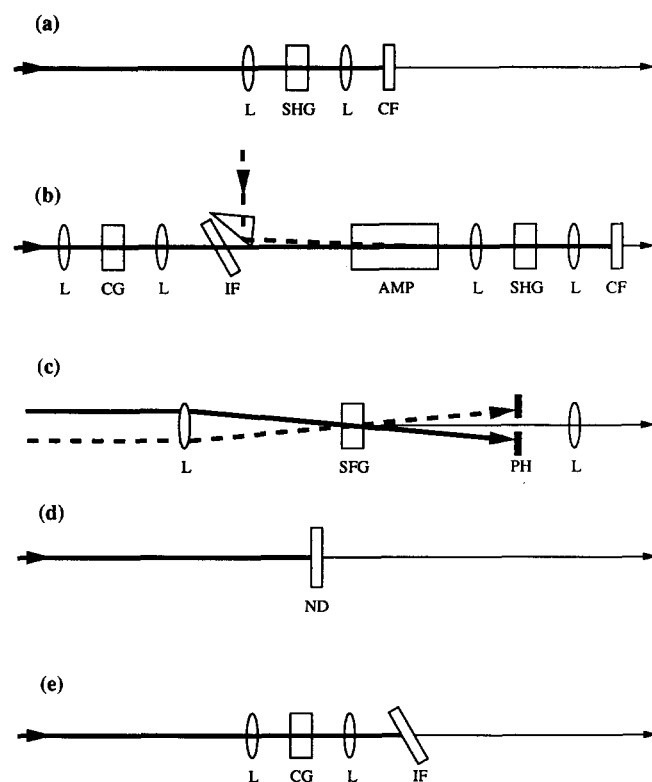 (a)
L SHG L CF
(b)
L CG L IF AMP L SHG L CF
(c)
L SFG PH L
(d)
ND
(e)
L CG L IF